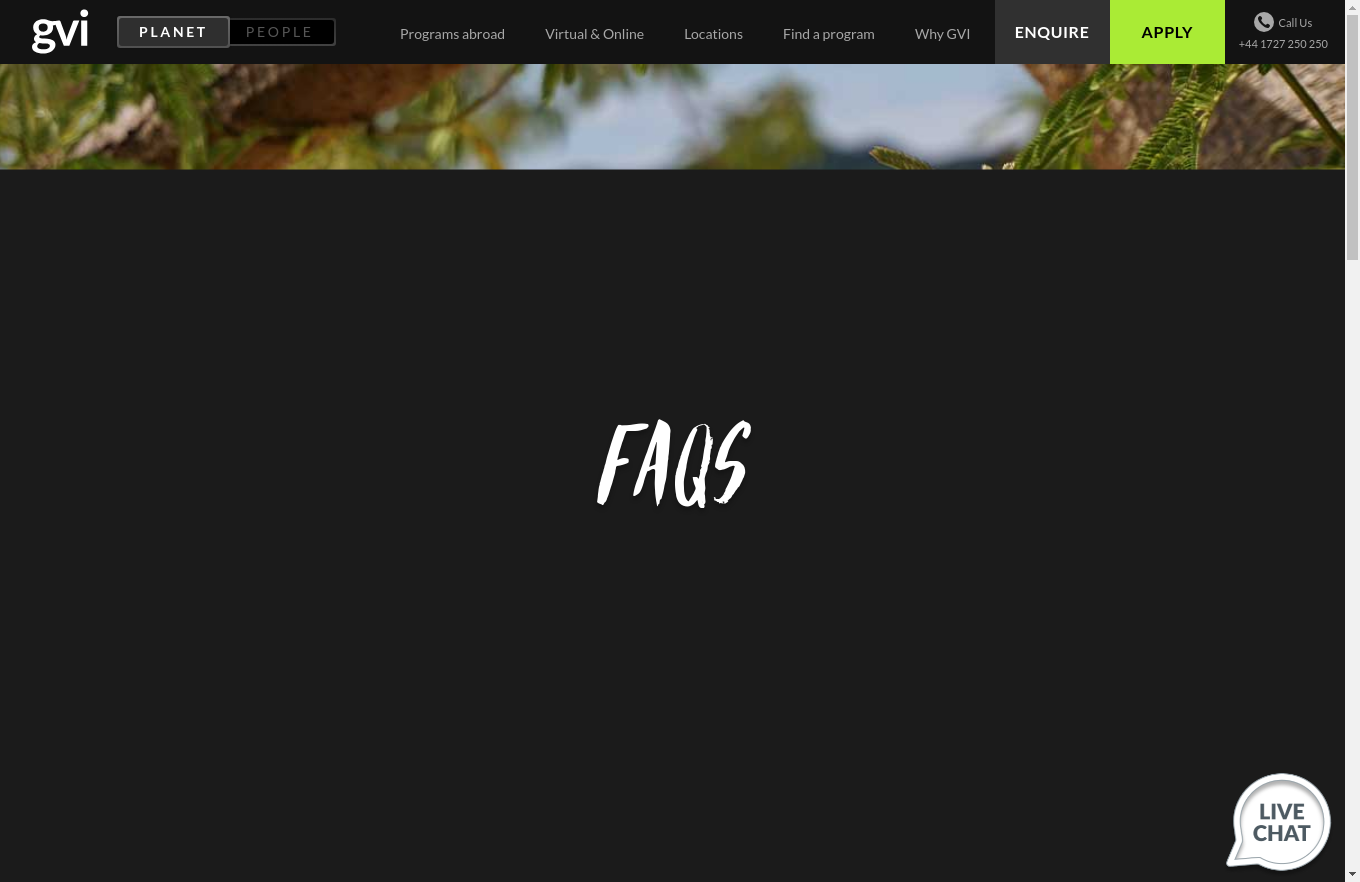 gvi
PLANET
PEOPLE
Programs abroad
Virtual & Online
Locations
Find a program
Why GVI
ENQUIRE
APPLY
Call Us
+44 1727 250 250
FAQS
LIVE
CHAT